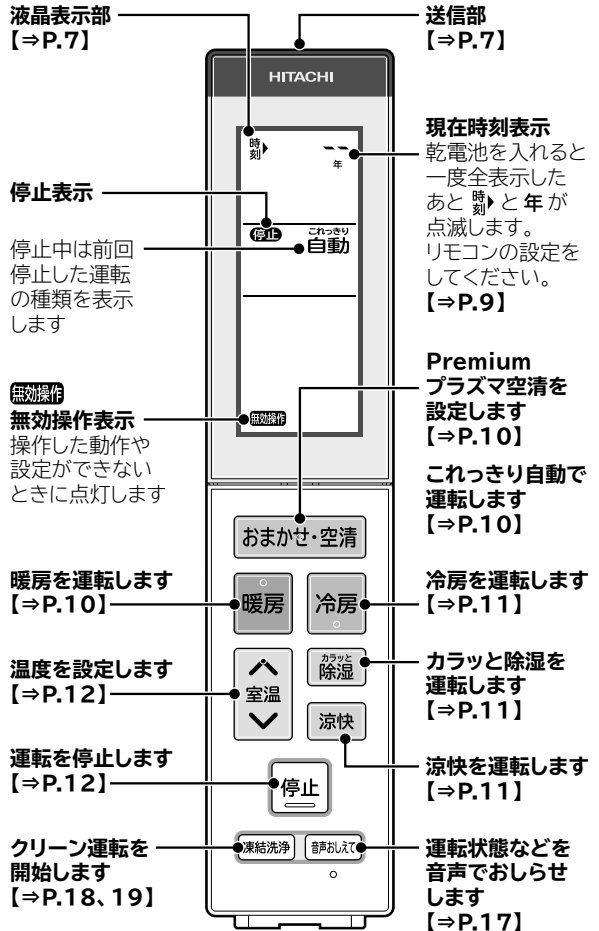 液晶表示部
【⇒P.7】
送信部
【⇒P.7】
HITACHI
時刻
年
現在時刻表示
乾電池を入れると
一度全表示した
あと 時刻 と 年 が
点滅します。
リモコンの設定を
してください。
【⇒P.9】
停止表示
停止中は前回
停止した運転
の種類を表示
します
停止
これっきり
自動
無効操作
無効操作表示
操作した動作や
設定ができない
ときに点灯します
無効操作
Premium
プラズマ空清を
設定します
【⇒P.10】
これっきり自動で
運転します
【⇒P.10】
おまかせ・空清
暖房を運転します
【⇒P.10】
暖房
冷房
冷房を運転します
【⇒P.11】
温度を設定します
【⇒P.12】
室温
カラッと
除湿
カラッと除湿を
運転します
【⇒P.11】
涼快
涼快を運転します
【⇒P.11】
運転を停止します
【⇒P.12】
停止
クリーン運転を
開始します
【⇒P.18、19】
凍結洗浄
音声おしえて
運転状態などを
音声でおしらせ
します
【⇒P.17】